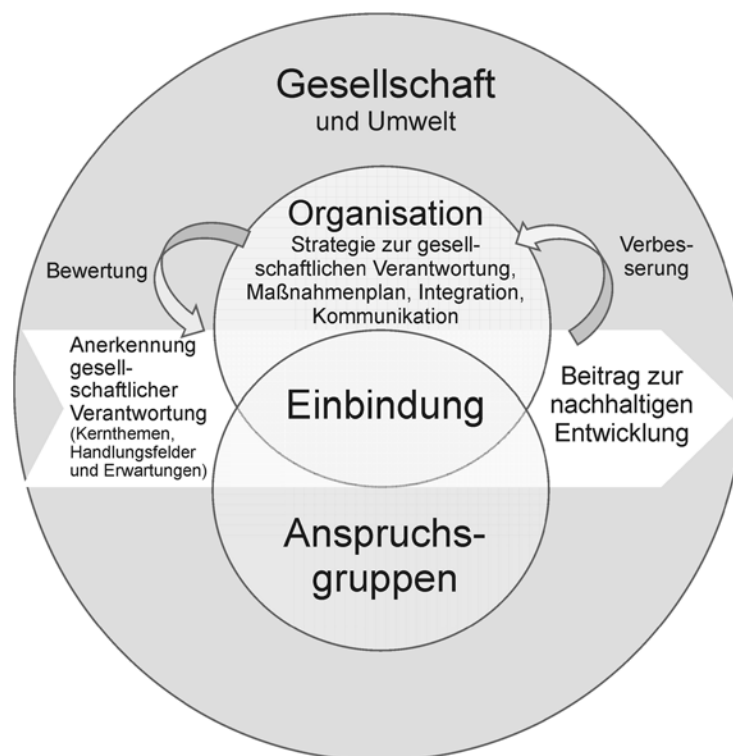 Gesellschaft
und Umwelt
Organisation
Strategie zur gesell-
schaftlichen Verantwortung,
Maßnahmenplan, Integration,
Kommunikation
Bewertung
Verbes-
serung
Anerkennung
gesell-
schaftlicher
Verantwortung
(Kernthemen,
Handlungsfelder
und Erwartungen)
Einbindung
Beitrag zur
nachhaltigen
Entwicklung
Anspruchs-
gruppen